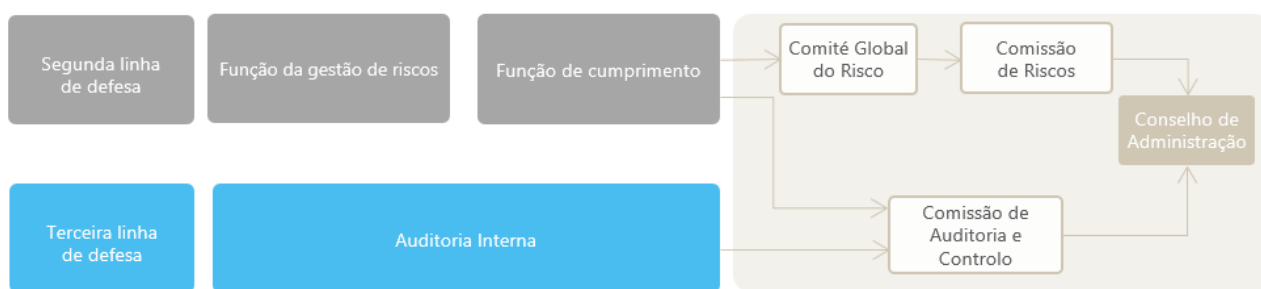 Segunda linha
de defesa
Função da gestão de riscos
Função de cumprimento
Comité Global
do Risco
Comissão
de Riscos
Conselho de
Administração
Terceira linha
de defesa
Auditoria Interna
Comissão de
Auditoria e
Controlo